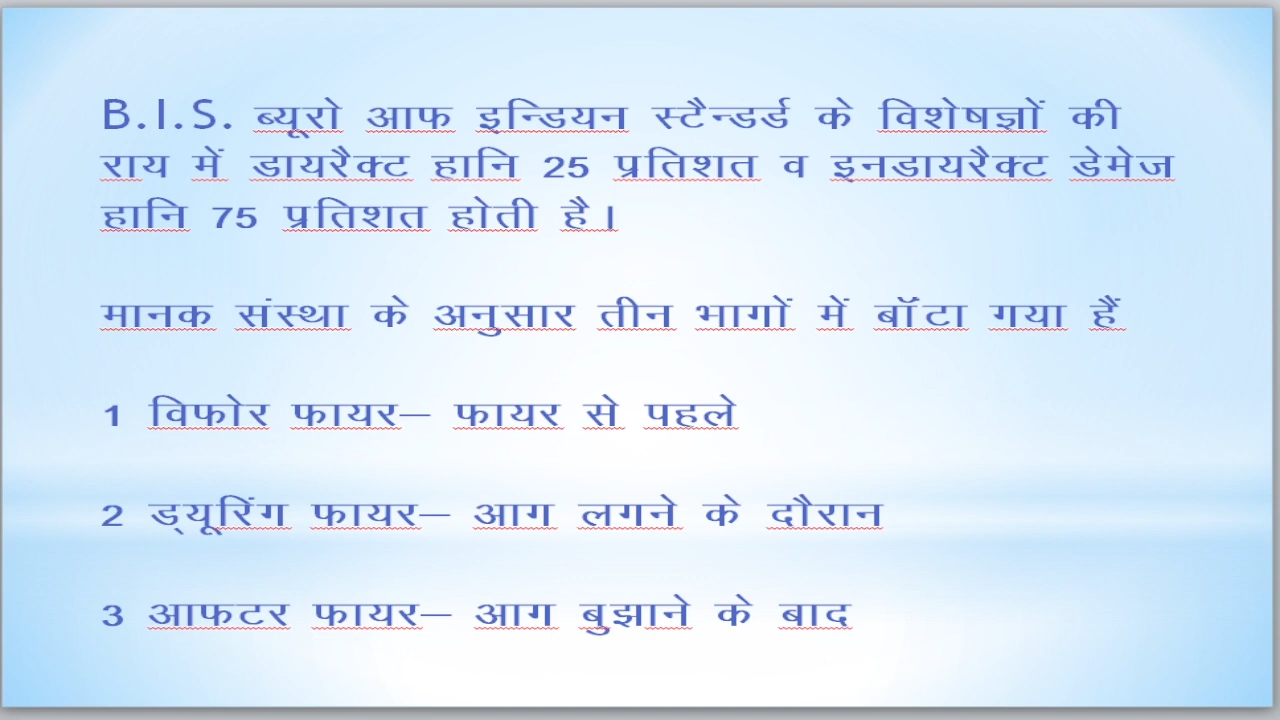 B.I.S. ब्यूरो आफ इन्डियन स्टैन्डर्ड के विशेषज्ञों की
राय में डायरैक्ट हानि 25 प्रतिशत व इनडायरैक्ट डेमेज
हानि 75 प्रतिशत होती है।
मानक संस्था के अनुसार तीन भागों में बॉटा गया हैं
1 विफोर फायर– फायर से पहले
2 ड्यूरिंग फायर– आग लगने के दौरान
3 आफटर फायर– आग बुझाने के बाद